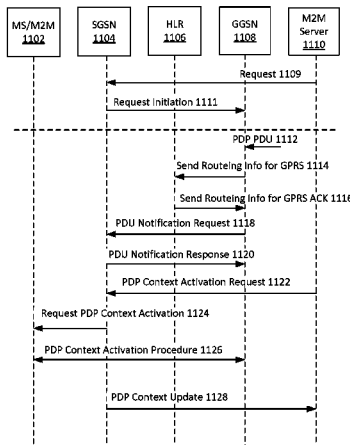 MS/M2M
1102
SGSN
1104
HLR
1106
GGSN
1108
M2M
Server
1110
Request 1109
Request Initiation 1111
PDP PDU 1112
Send Routeing Info for GPRS 1114
Send Routeing Info for GPRS ACK 1116
PDU Notification Request 1118
PDU Notification Response 1120
PDP Context Activation Request 1122
Request PDP Context Activation 1124
PDP Context Activation Procedure 1126
PDP Context Update 1128